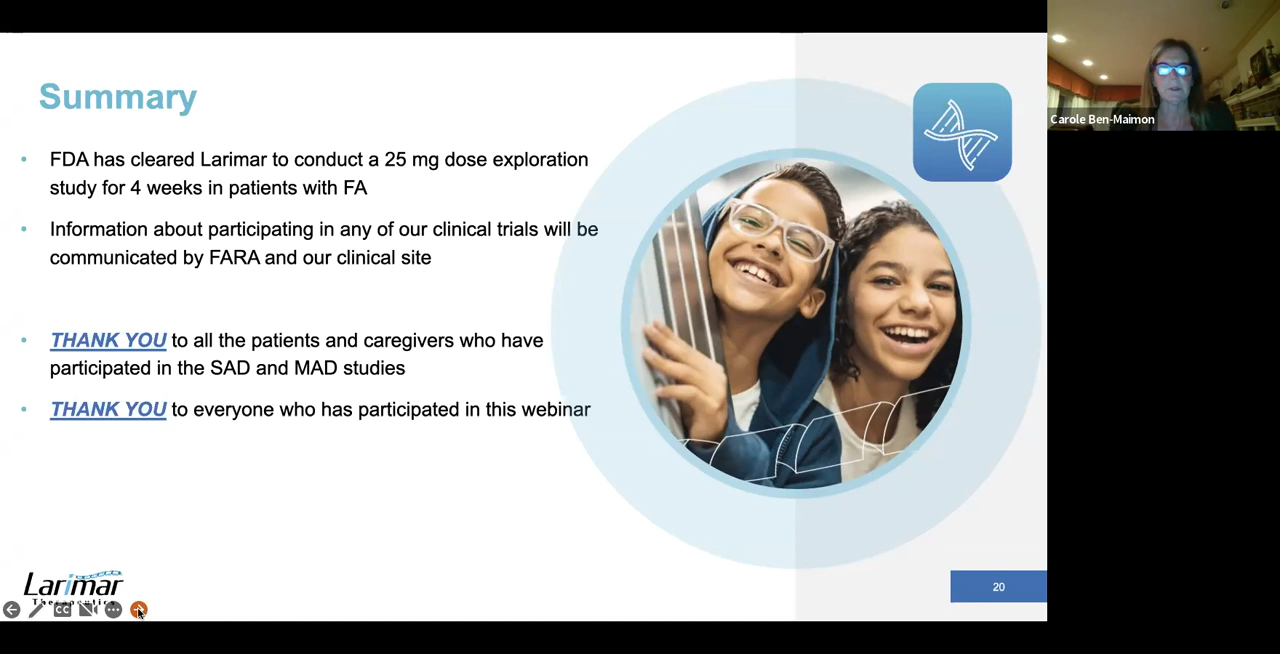 Summary
• FDA has cleared Larimar to conduct a 25 mg dose exploration
study for 4 weeks in patients with FA
• Information about participating in any of our clinical trials will be
communicated by FARA and our clinical site
• THANK YOU to all the patients and caregivers who have
participated in the SAD and MAD studies
• THANK YOU to everyone who has participated in this webinar
Larimar
Therapeutics
CC
20
Carole Ben-Maimon